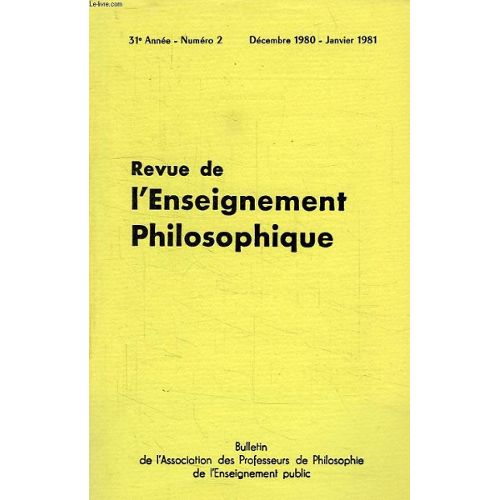 Le-livre.com
31e Année - Numéro 2 Décembre 1980 - Janvier 1981
Revue de
l'Enseignement
Philosophique
Bulletin
de l'Association des Professeurs de Philosophie
de l'Enseignement public